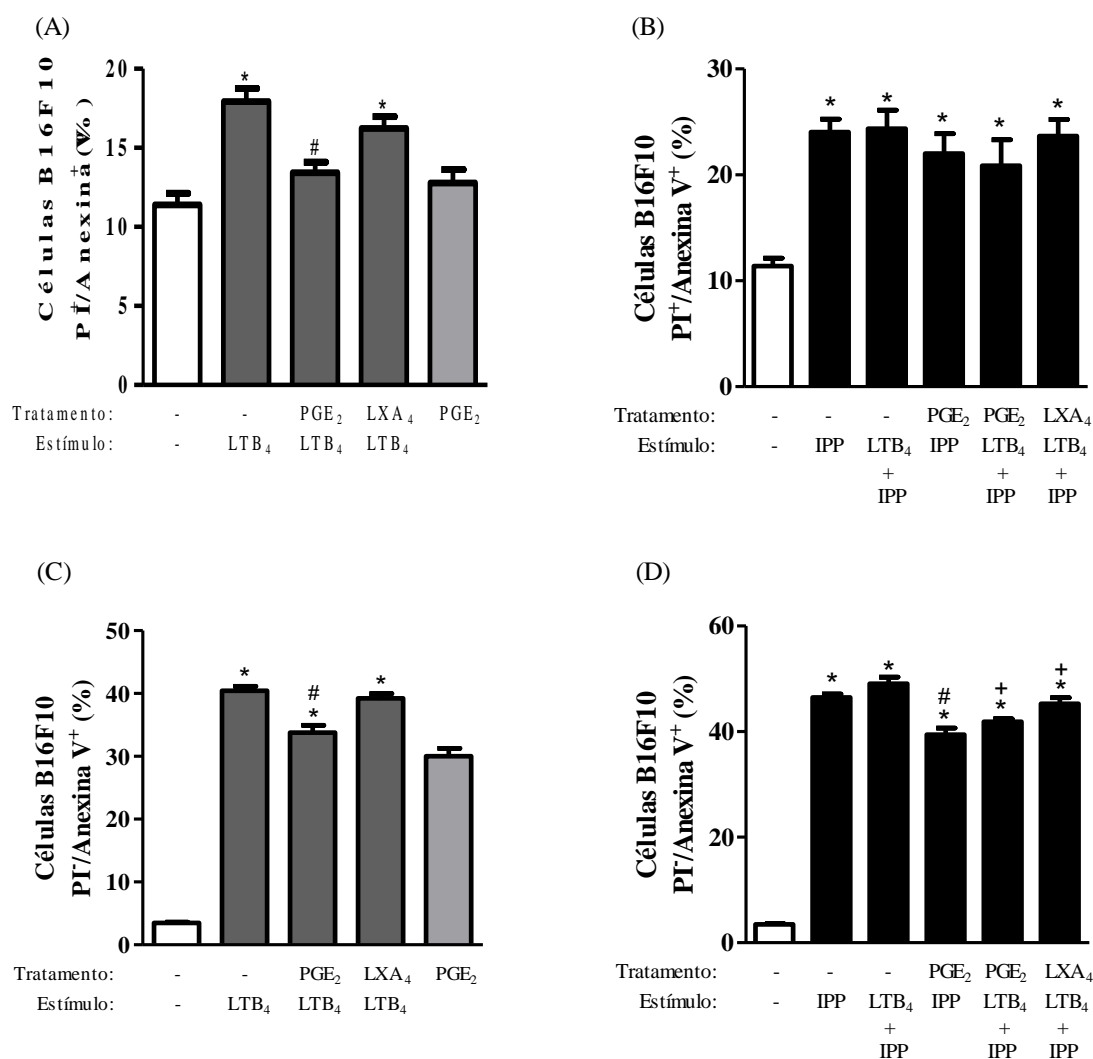 (A)
Células B16F10
PI⁺/Anexina V⁺ (%)
20
15
10
5
0
*
#
*
Tratamento: - - PGE₂ LXA₄ PGE₂
Estímulo: - LTB₄ LTB₄ LTB₄
(B)
Células B16F10
PI⁺/Anexina V⁺ (%)
30
20
10
0
* * * * *
Tratamento: - - - PGE₂ PGE₂ LXA₄
Estímulo: - IPP LTB₄ IPP LTB₄ LTB₄
+ + +
IPP IPP IPP
(C)
Células B16F10
PI⁻/Anexina V⁺ (%)
50
40
30
20
10
0
*
#
*
*
Tratamento: - - PGE₂ LXA₄ PGE₂
Estímulo: - LTB₄ LTB₄ LTB₄
(D)
Células B16F10
PI⁻/Anexina V⁺ (%)
60
40
20
0
*
*
#
*
+
*
+
*
Tratamento: - - - PGE₂ PGE₂ LXA₄
Estímulo: - IPP LTB₄ IPP LTB₄ LTB₄
+ + +
IPP IPP IPP